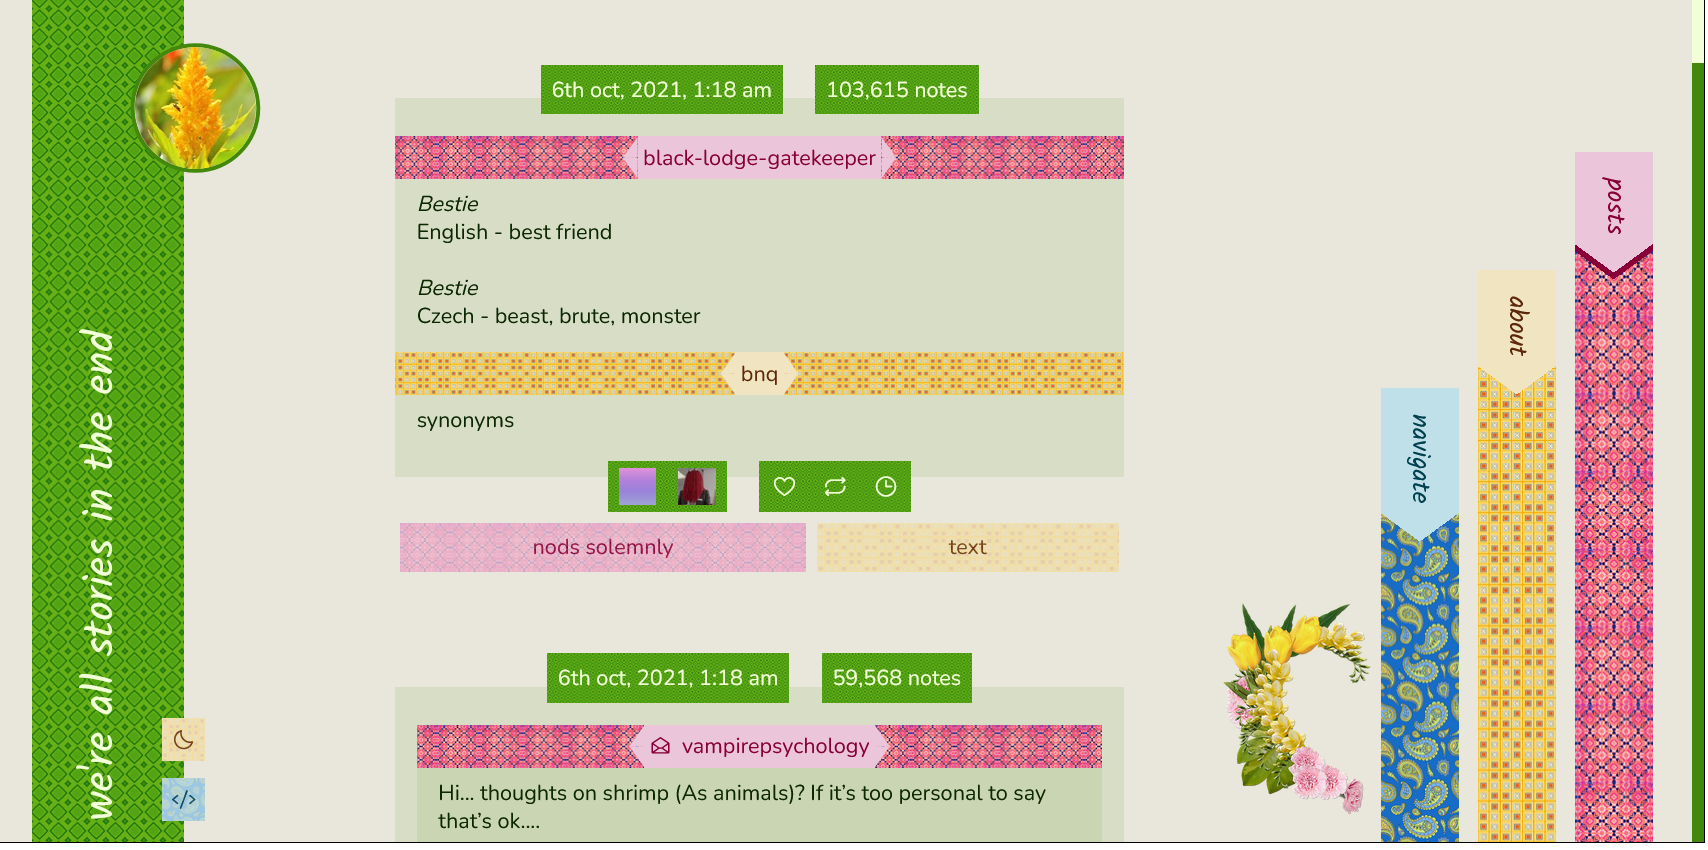 we're all stories in the end
6th oct, 2021, 1:18 am
103,615 notes
black-lodge-gatekeeper
Bestie
English - best friend
Bestie
Czech - beast, brute, monster
bnq
synonyms
nods solemnly
text
6th oct, 2021, 1:18 am
59,568 notes
vampirepsychology
Hi... thoughts on shrimp (As animals)? If it’s too personal to say
that’s ok....
navigate
about
posts